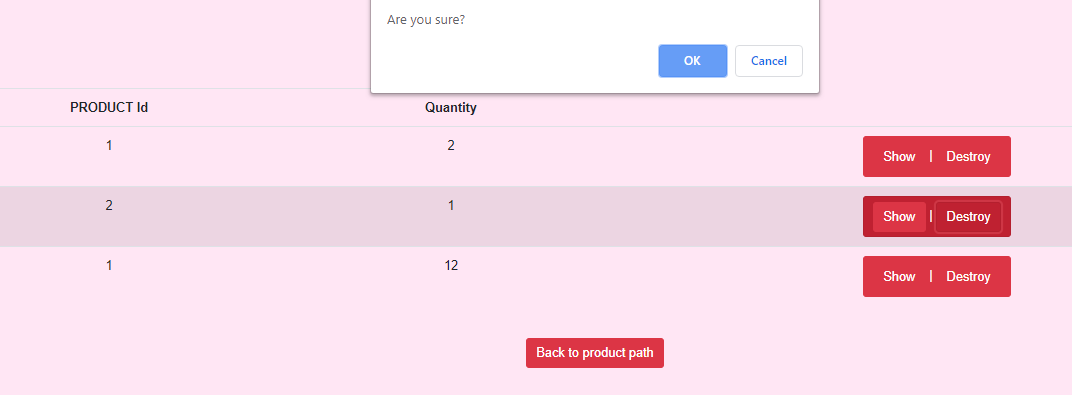 Are you sure?
OK Cancel
PRODUCT Id Quantity
1 2 Show | Destroy
2 1 Show | Destroy
1 12 Show | Destroy
Back to product path